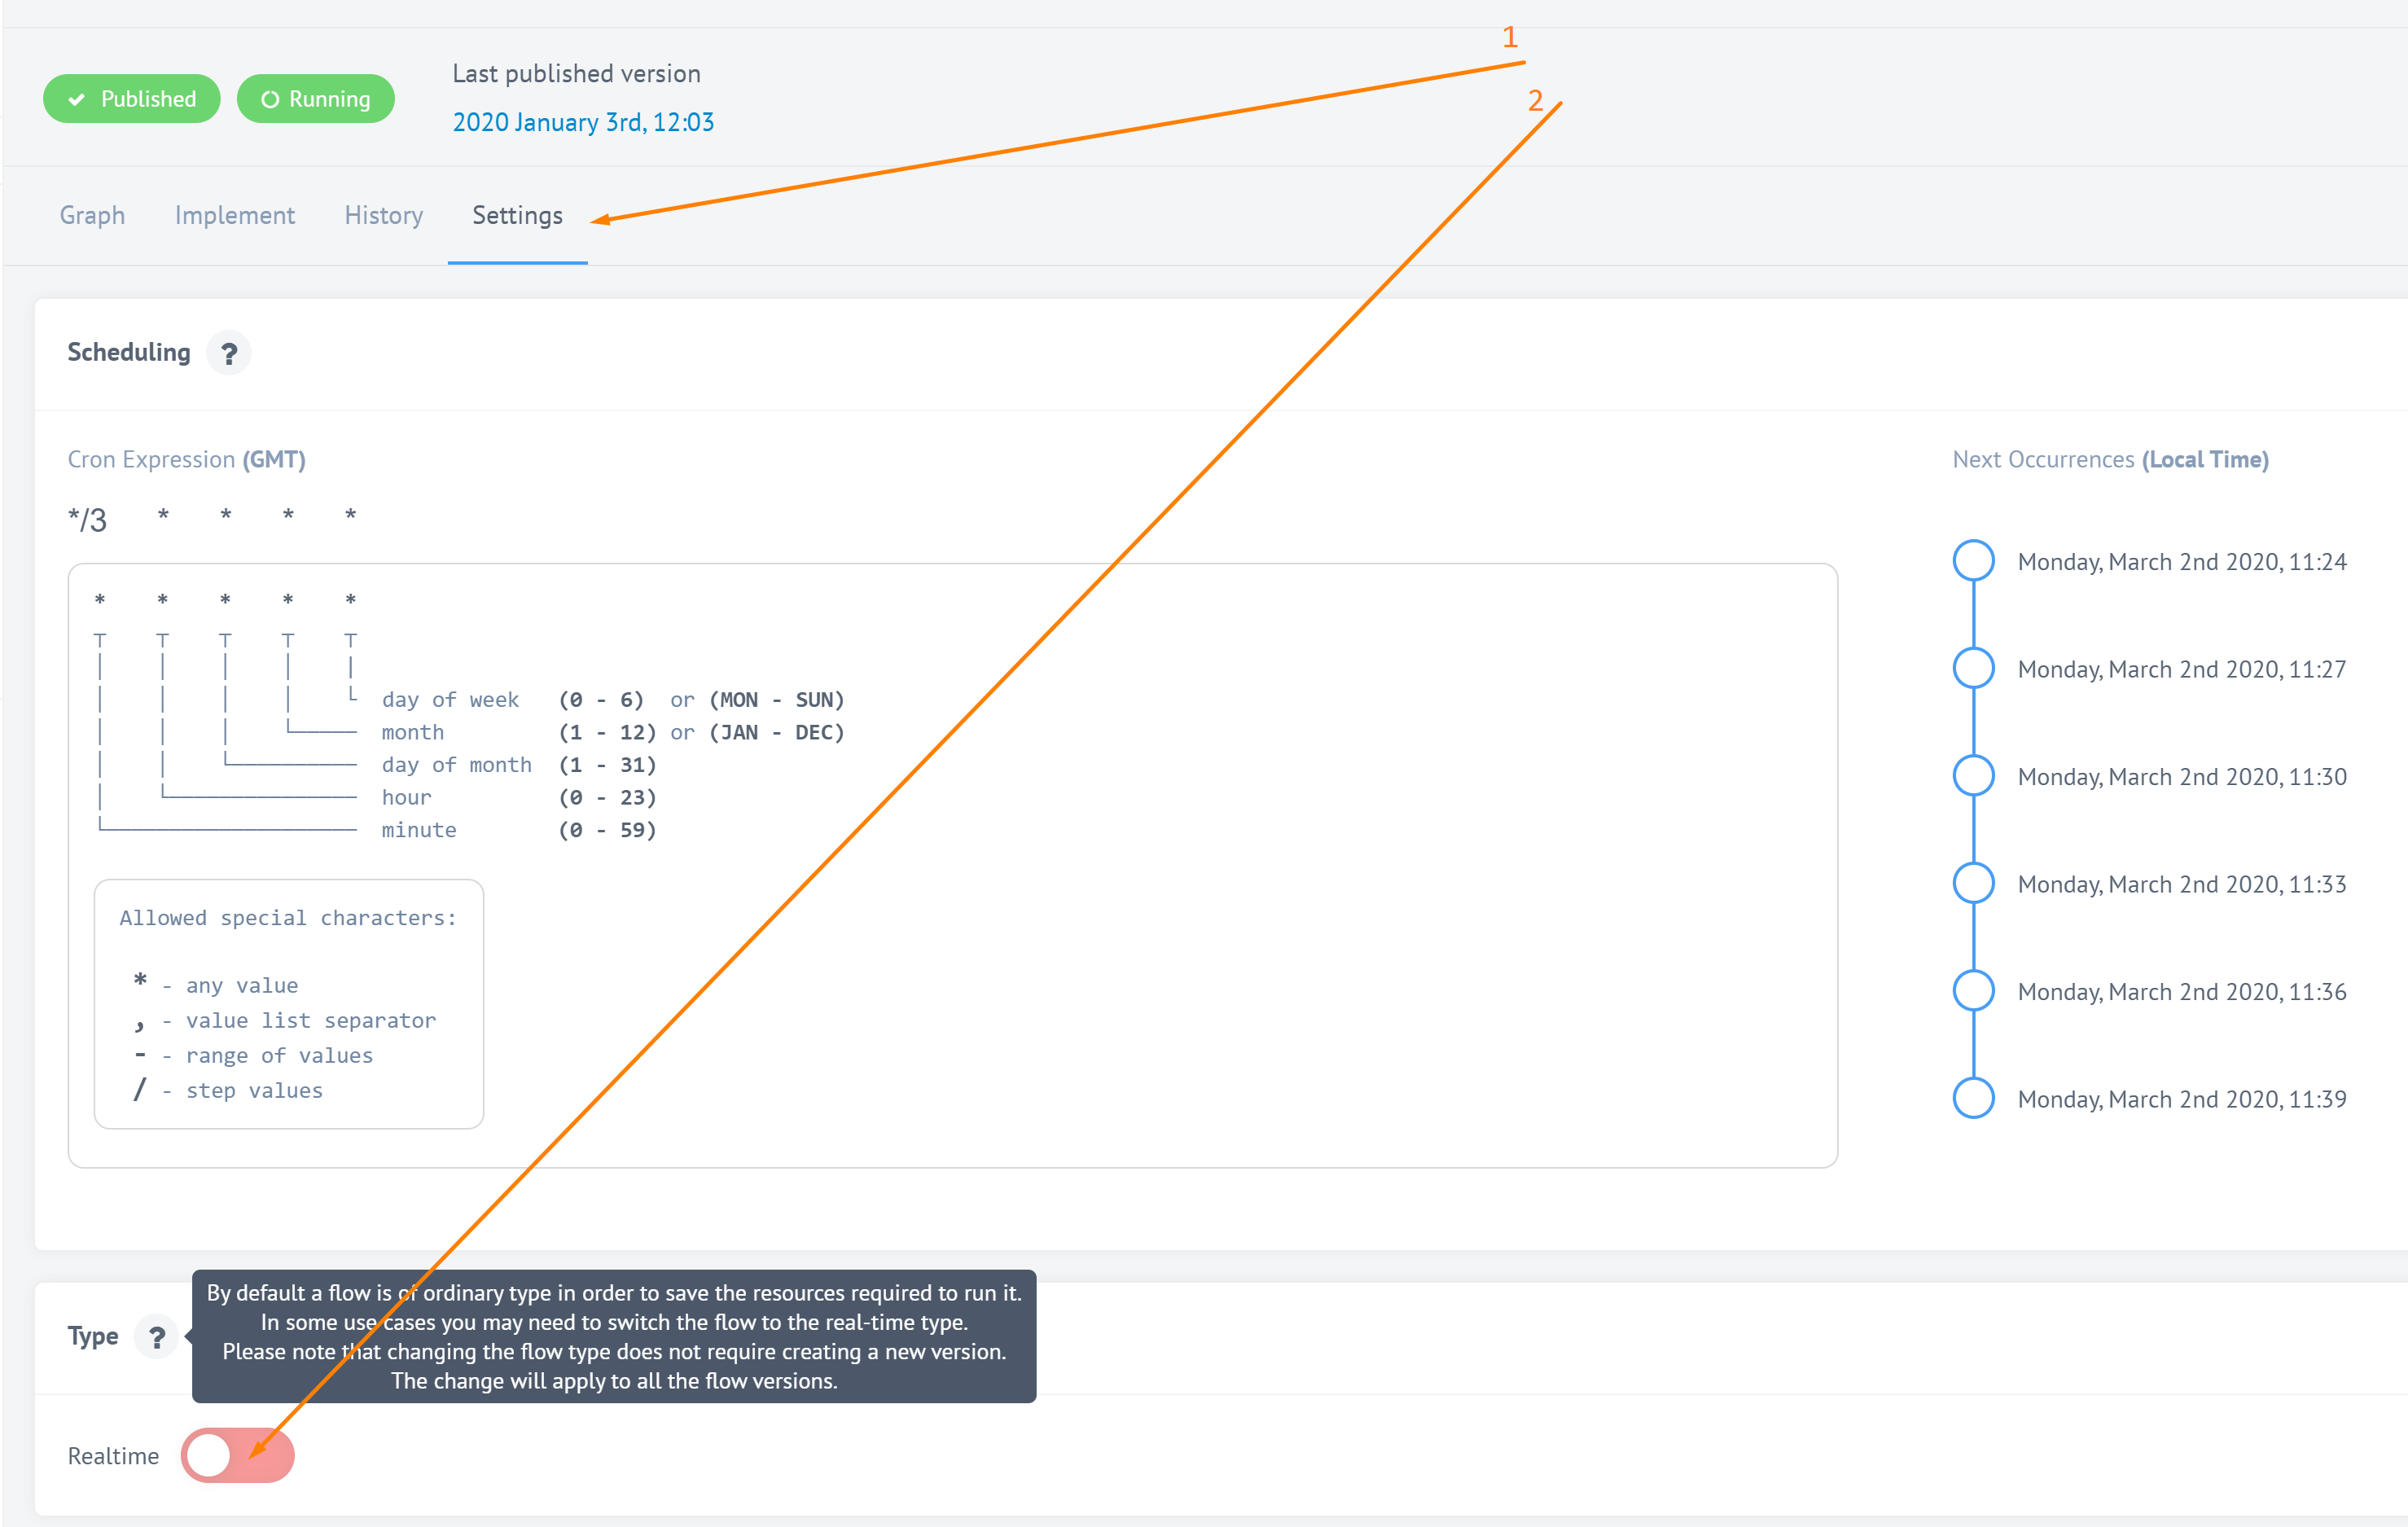 1
2
Published Running
Last published version
2020 January 3rd, 12:03
Graph Implement History Settings
Scheduling ?
Cron Expression (GMT)
*/3 * * * *
* * * * *
day of week (0 - 6) or (MON - SUN)
month (1 - 12) or (JAN - DEC)
day of month (1 - 31)
hour (0 - 23)
minute (0 - 59)
Allowed special characters:
* - any value
, - value list separator
- - range of values
/ - step values
Next Occurrences (Local Time)
Monday, March 2nd 2020, 11:24
Monday, March 2nd 2020, 11:27
Monday, March 2nd 2020, 11:30
Monday, March 2nd 2020, 11:33
Monday, March 2nd 2020, 11:36
Monday, March 2nd 2020, 11:39
Type ?
By default a flow is of ordinary type in order to save the resources required to run it.
In some use cases you may need to switch the flow to the real-time type.
Please note that changing the flow type does not require creating a new version.
The change will apply to all the flow versions.
Realtime